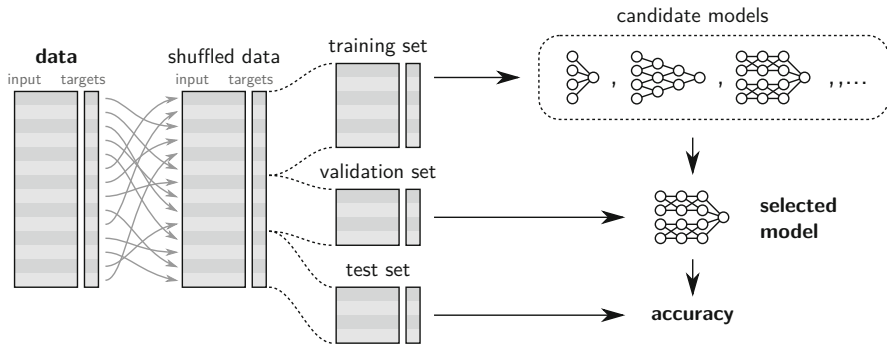 data
input targets
shuffled data
input targets
training set
validation set
test set
candidate models
, , ,,...
selected
model
accuracy